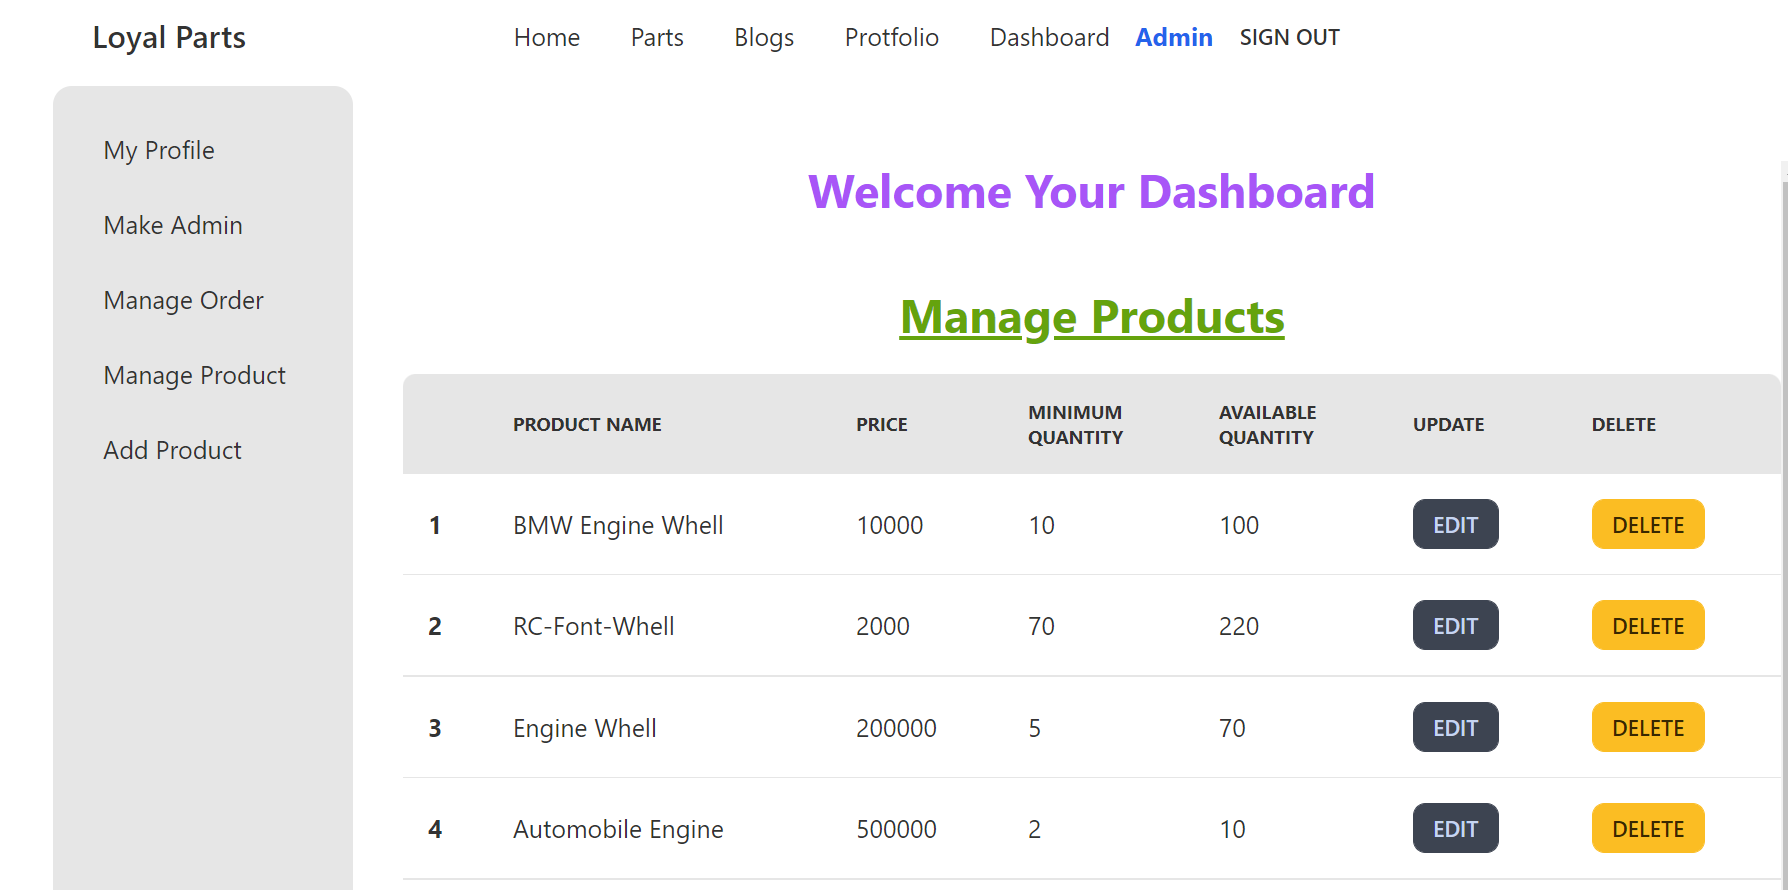 Loyal Parts Home Parts Blogs Protfolio Dashboard Admin SIGN OUT
My Profile
Make Admin
Manage Order
Manage Product
Add Product
Welcome Your Dashboard
Manage Products
PRODUCT NAME PRICE MINIMUM QUANTITY AVAILABLE QUANTITY UPDATE DELETE
1 BMW Engine Whell 10000 10 100 EDIT DELETE
2 RC-Font-Whell 2000 70 220 EDIT DELETE
3 Engine Whell 200000 5 70 EDIT DELETE
4 Automobile Engine 500000 2 10 EDIT DELETE